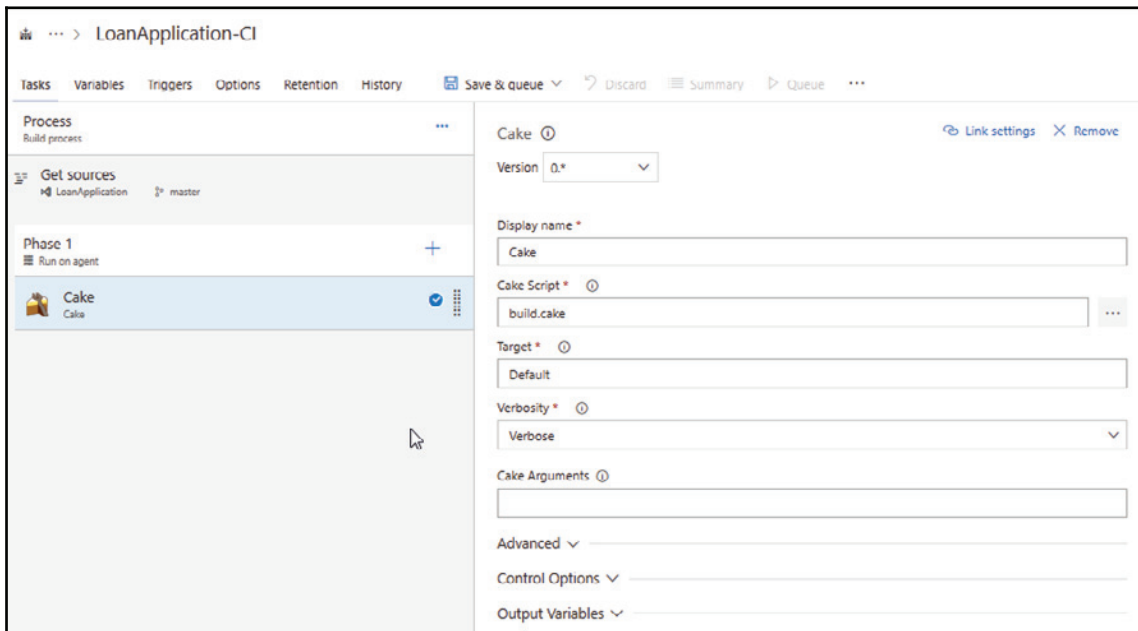 ··· > LoanApplication-CI
Tasks Variables Triggers Options Retention History Save & queue Discard Summary Queue ···
Process ···
Build process
Get sources
LoanApplication master
Phase 1 +
Run on agent
Cake
Cake
Cake
Link settings Remove
Version 0.*
Display name *
Cake
Cake Script *
build.cake ···
Target *
Default
Verbosity *
Verbose
Cake Arguments
Advanced
Control Options
Output Variables